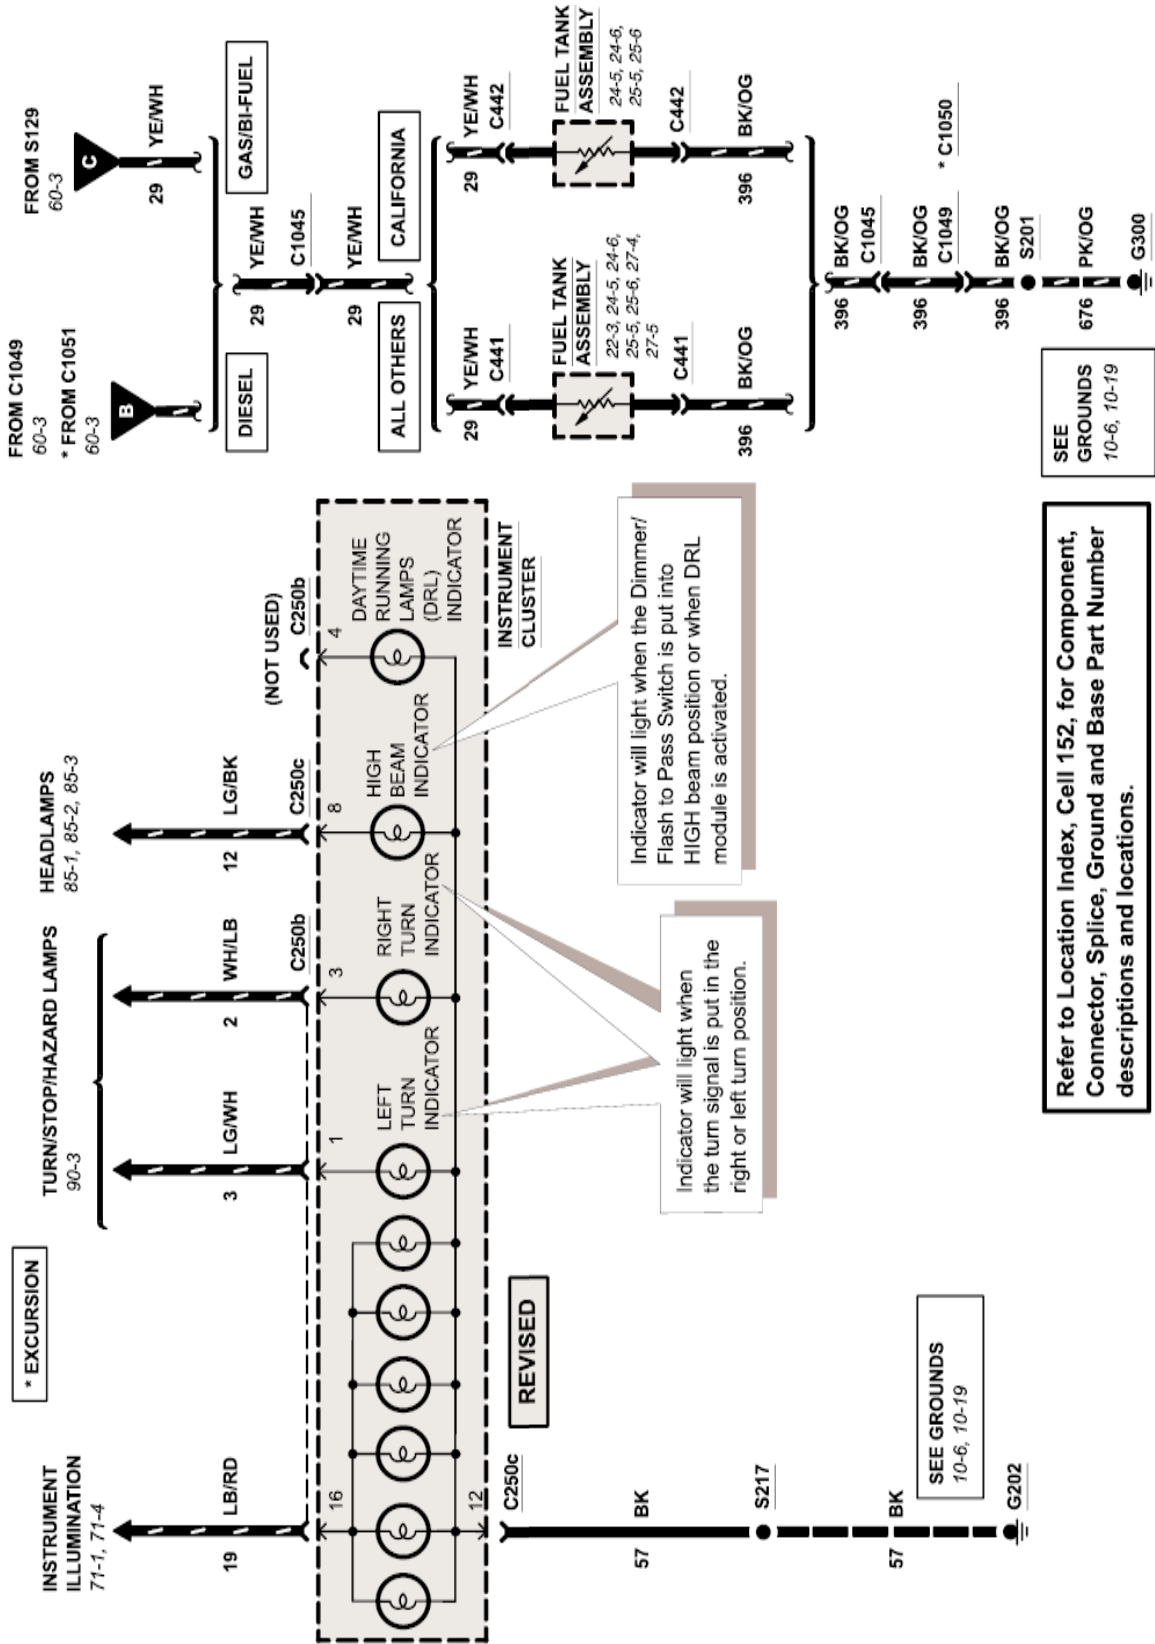 * EXCURSION
INSTRUMENT
ILLUMINATION
71-1, 71-4
TURN/STOP/HAZARD LAMPS
90-3
HEADLAMPS
85-1, 85-2, 85-3
19
LB/RD
3
LG/WH
2
WH/LB
C250b
12
LG/BK
C250c
(NOT USED)
C250b
16
1
3
8
4
LEFT
TURN
INDICATOR
RIGHT
TURN
INDICATOR
HIGH
BEAM
INDICATOR
DAYTIME
RUNNING
LAMPS
(DRL)
INDICATOR
12
C250c
INSTRUMENT
CLUSTER
REVISED
57
BK
S217
57
BK
SEE GROUNDS
10-6, 10-19
G202
Indicator will light when
the turn signal is put in the
right or left turn position.
Indicator will light when the Dimmer/
Flash to Pass Switch is put into
HIGH beam position or when DRL
module is activated.
FROM C1049
60-3
* FROM C1051
60-3
B
FROM S129
60-3
C
29
YE/WH
DIESEL
GAS/BI-FUEL
29
YE/WH
C1045
29
YE/WH
ALL OTHERS
CALIFORNIA
29
YE/WH
C441
FUEL TANK
ASSEMBLY
22-3, 24-5, 24-6,
25-5, 25-6, 27-4,
27-5
C441
396
BK/OG
29
YE/WH
C442
FUEL TANK
ASSEMBLY
24-5, 24-6,
25-5, 25-6
C442
396
BK/OG
396
BK/OG
C1045
396
BK/OG
C1049
* C1050
396
BK/OG
S201
676
PK/OG
G300
SEE
GROUNDS
10-6, 10-19
Refer to Location Index, Cell 152, for Component,
Connector, Splice, Ground and Base Part Number
descriptions and locations.